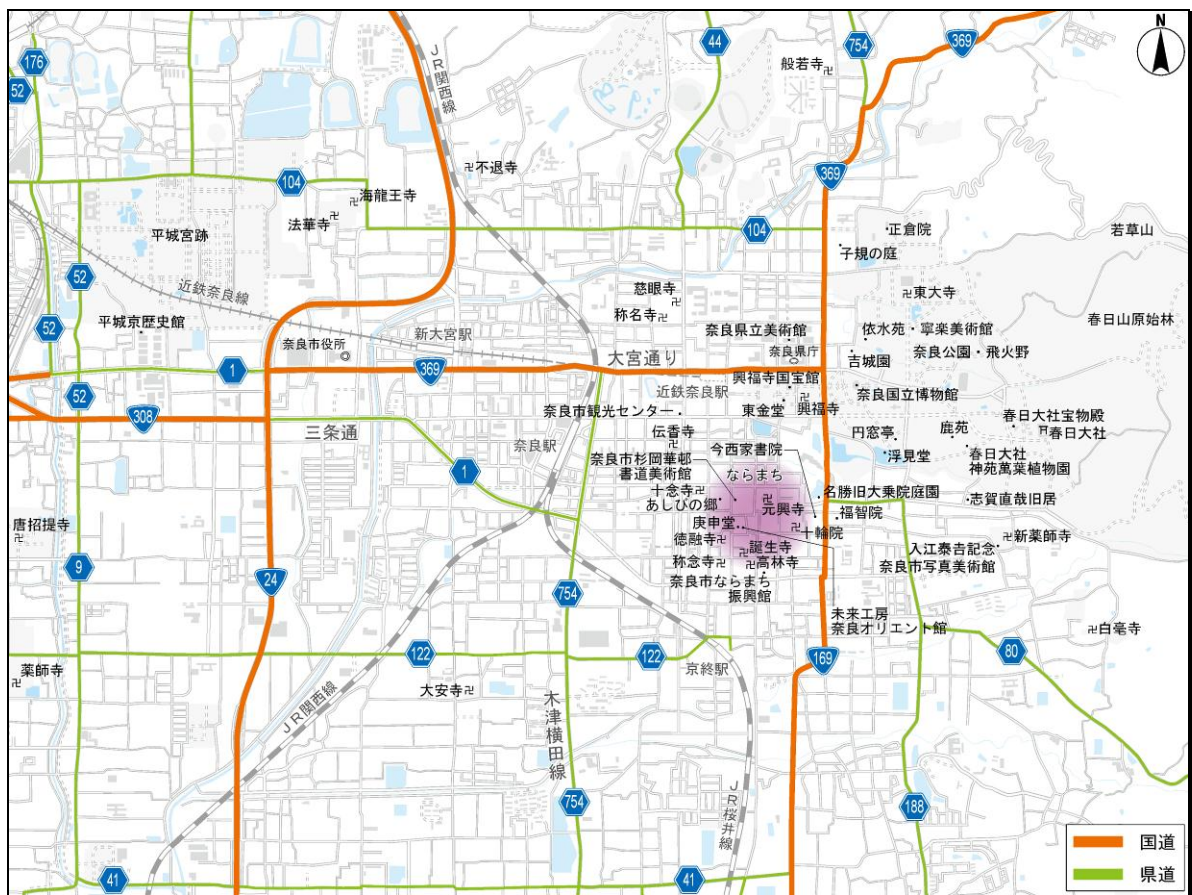 N
176
52
44
754
369
般若寺
JR関西線
不退寺
369
104
海龍王寺
法華寺
104
平城宮跡
正倉院
若草山
子規の庭
52
近鉄奈良線
慈眼寺
東大寺
称名寺
春日山原始林
平城京歴史館
52
新大宮駅
奈良県立美術館
依水苑・寧楽美術館
奈良市役所
大宮通り
奈良県庁
吉城園
奈良公園・飛火野
1
369
近鉄奈良駅
興福寺国宝館
奈良国立博物館
52
308
奈良市観光センター
東金堂
興福寺
春日大社宝物殿
三条通
奈良駅
伝香寺
今西家書院
円窓亭
鹿苑
春日大社
浮見堂
春日大社
神苑萬葉植物園
1
奈良市杉岡華邨
書道美術館
ならまち
十念寺
名勝旧大乗院庭園
志賀直哉旧居
あしびの郷
元興寺
福智院
唐招提寺
庚申堂
十輪院
新薬師寺
徳融寺
誕生寺
入江泰吉記念
奈良市写真美術館
9
称念寺
高林寺
24
754
奈良市ならまち
振興館
未来工房
奈良オリエント館
白毫寺
122
122
京終駅
169
80
薬師寺
大安寺
JR関西線
木津横田線
754
JR桜井線
188
41
41
国道
県道